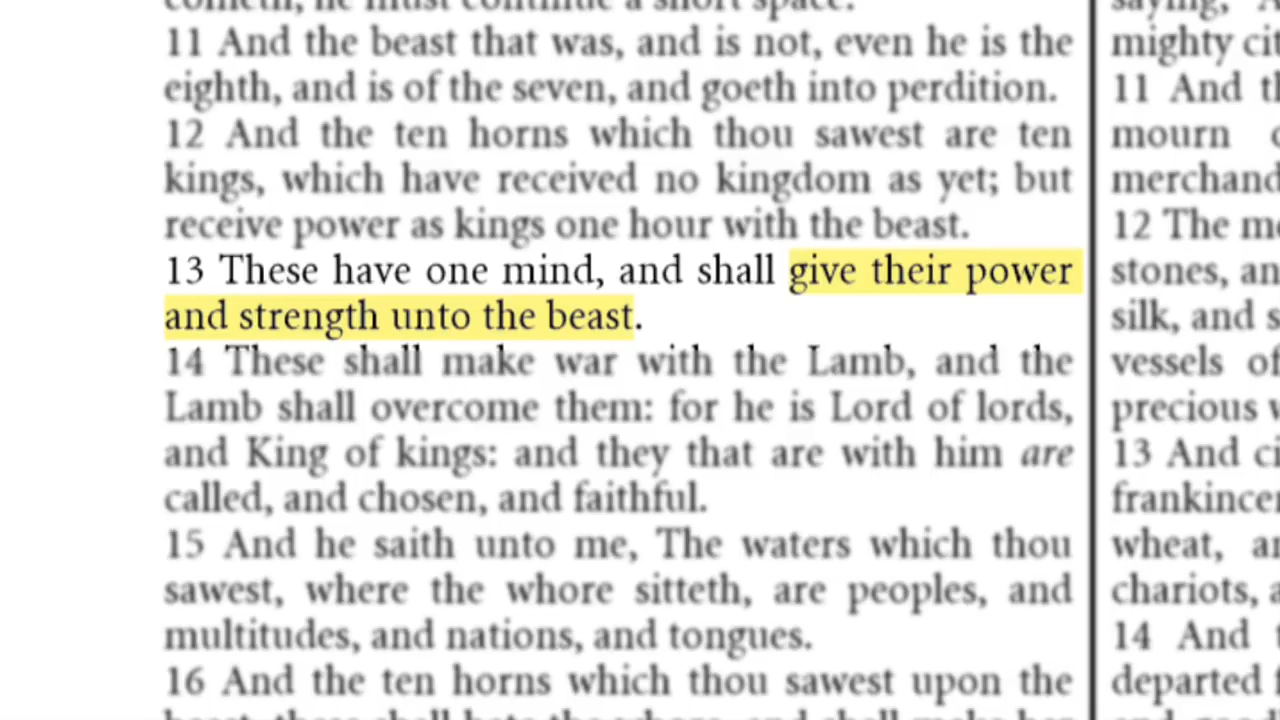 cometh, he must continue a short space.
11 And the beast that was, and is not, even he is the
eighth, and is of the seven, and goeth into perdition.
12 And the ten horns which thou sawest are ten
kings, which have received no kingdom as yet; but
receive power as kings one hour with the beast.
13 These have one mind, and shall give their power
and strength unto the beast.
14 These shall make war with the Lamb, and the
Lamb shall overcome them: for he is Lord of lords,
and King of kings: and they that are with him are
called, and chosen, and faithful.
15 And he saith unto me, The waters which thou
sawest, where the whore sitteth, are peoples, and
multitudes, and nations, and tongues.
16 And the ten horns which thou sawest upon the
saying,
mighty
11 And
mourn
merchand
12 The
stones, an
silk, and s
vessels of
precious
13 And
frankince
wheat,
chariots,
14 And
departed